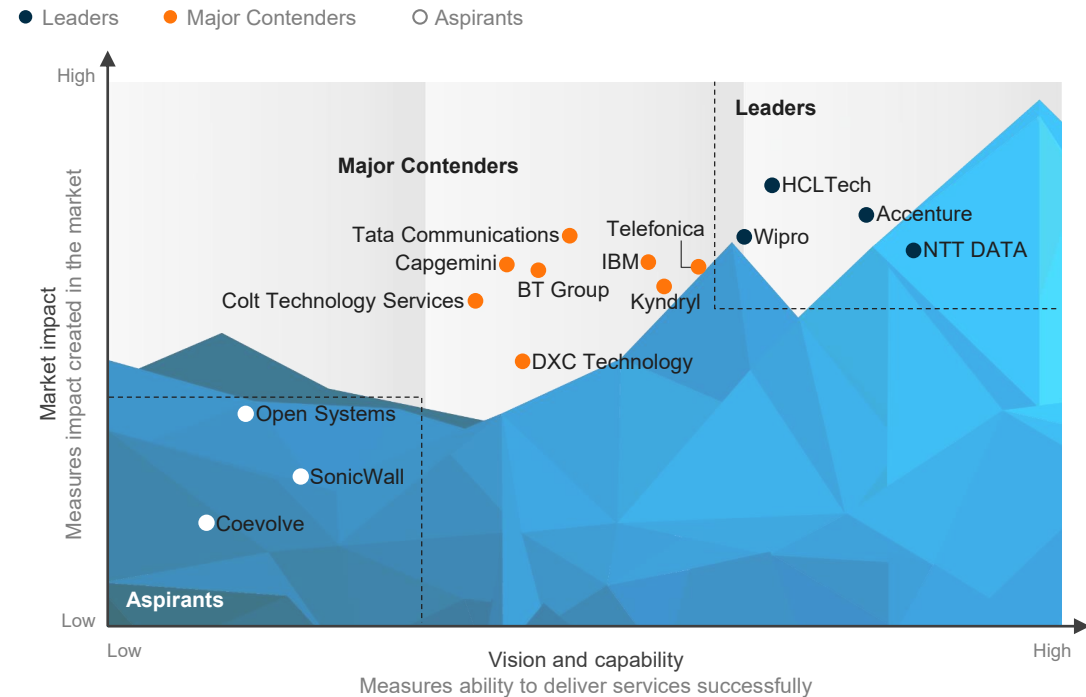 Leaders
Major Contenders
Aspirants
High
Leaders
Major Contenders
HCLTech
Accenture
Telefonica
Tata Communications
Wipro
NTT DATA
Capgemini
IBM
BT Group
Colt Technology Services
Kyndryl
DXC Technology
Market impact
Measures impact created in the market
Open Systems
SonicWall
Coevolve
Aspirants
Low
Low
High
Vision and capability
Measures ability to deliver services successfully